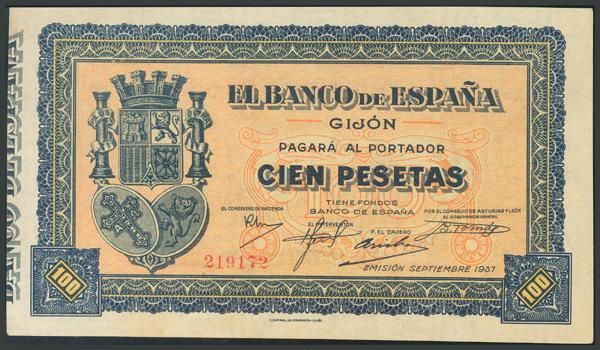 EL BANCO DE ESPAÑA
GIJÓN
PAGARÁ AL PORTADOR
CIEN PESETAS
TIENE FONDOS
BANCO DE ESPAÑA
EL CONSEJERO DE HACIENDA
EL INTERVENTOR
P. EL CAJERO
POR EL CONSEJO DE ASTURIAS Y LEÓN
EL GOBERNADOR GENERAL
219172
EMISIÓN SEPTIEMBRE 1937
100
100